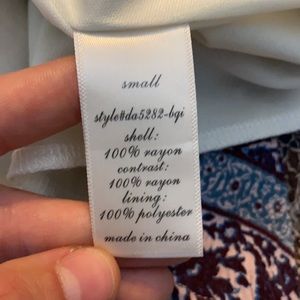 small
style#da5282-bgi
shell:
100% rayon
contrast:
100% rayon
lining:
100% polyester
made in china